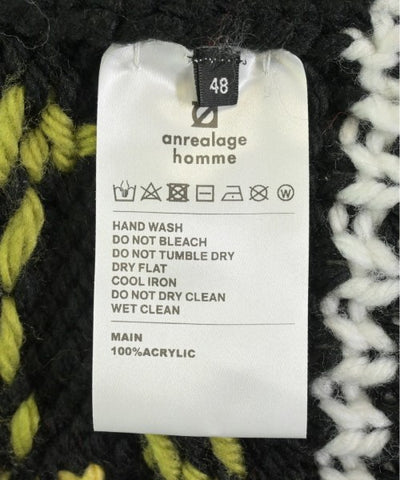 48
anrealage
homme
W
HAND WASH
DO NOT BLEACH
DO NOT TUMBLE DRY
DRY FLAT
COOL IRON
DO NOT DRY CLEAN
WET CLEAN
MAIN
100%ACRYLIC